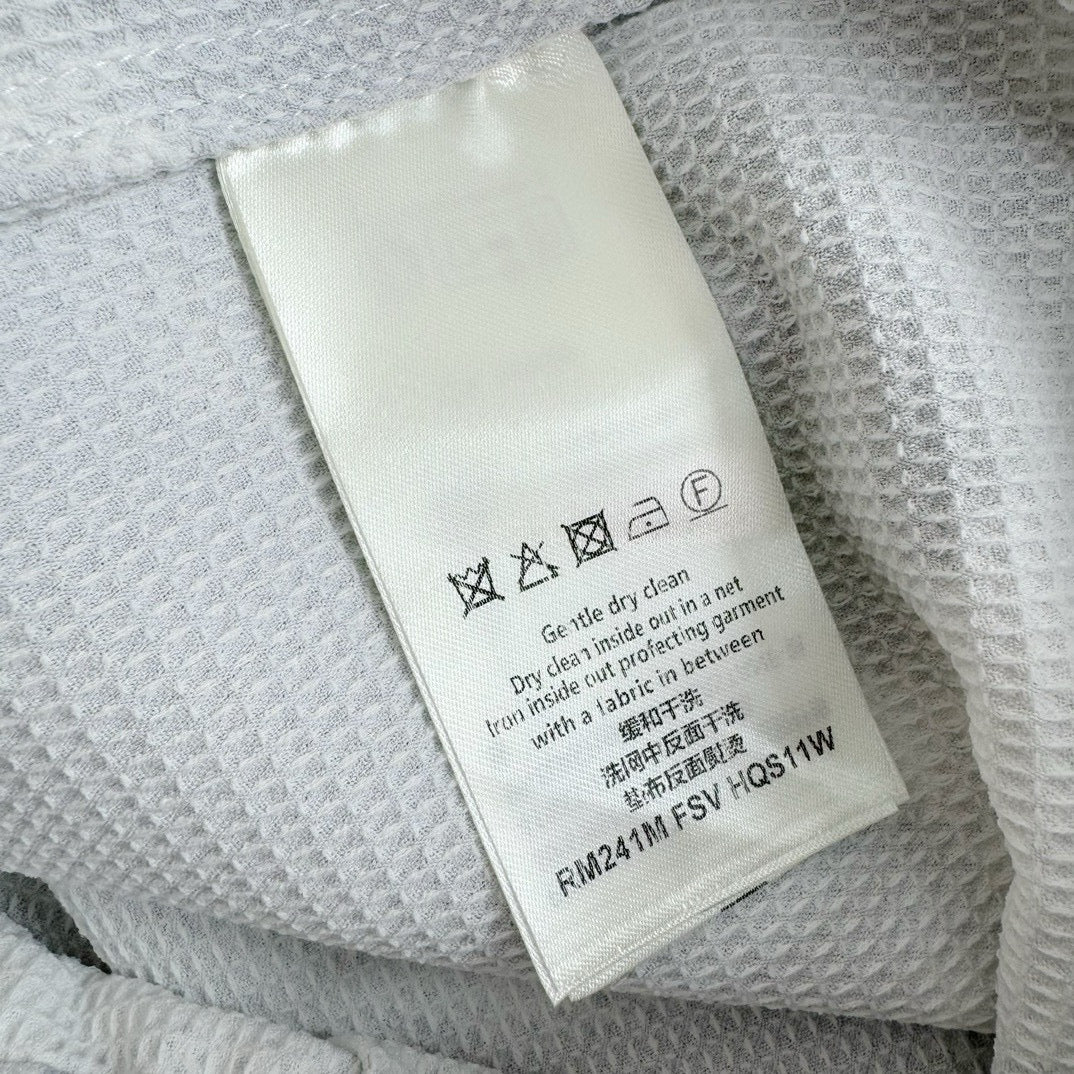 F
Gentle dry clean
Dry clean inside out in a net
Iron inside out protecting garment
with a fabric in between
缓和干洗
洗网中反面干洗
垫布反面熨烫
RM241M FSV HQS11W